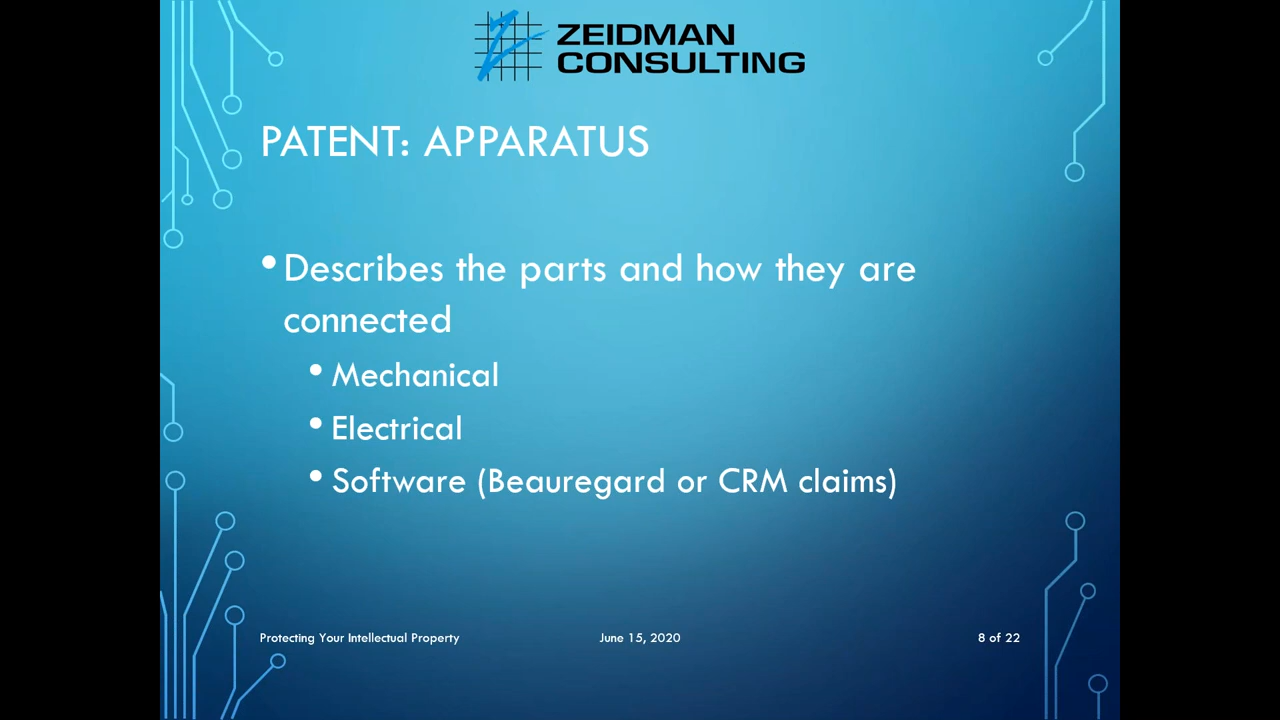 ZEIDMAN
CONSULTING
PATENT: APPARATUS
• Describes the parts and how they are
connected
• Mechanical
• Electrical
• Software (Beauregard or CRM claims)
Protecting Your Intellectual Property June 15, 2020 8 of 22